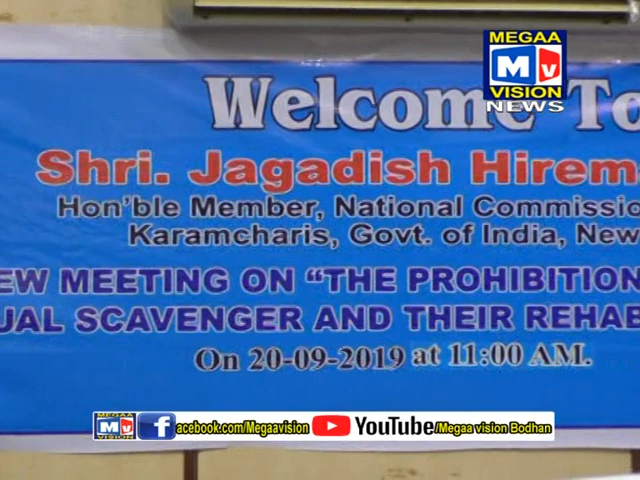 MEGAA
MV
VISION
NEWS
Welcome To
Shri. Jagadish Hirem
Hon'ble Member, National Commissio
Karamcharis, Govt. of India, New
EW MEETING ON "THE PROHIBITION
UAL SCAVENGER AND THEIR REHAB
On 20-09-2019 at 11:00 AM.
MEGAA
MV
VISION
facebook.com/Megaavision
YouTube/Megaa vision Bodhan